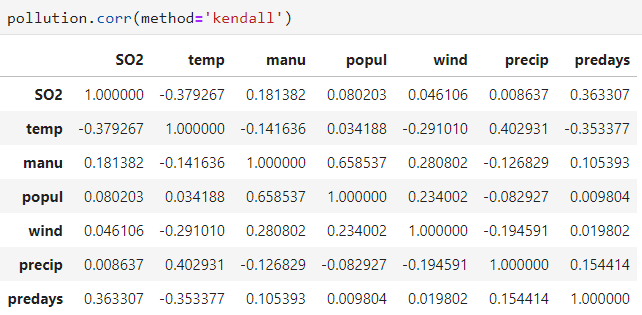 pollution.corr(method='kendall')
SO2 temp manu popul wind precip predays
SO2 1.000000 -0.379267 0.181382 0.080203 0.046106 0.008637 0.363307
temp -0.379267 1.000000 -0.141636 0.034188 -0.291010 0.402931 -0.353377
manu 0.181382 -0.141636 1.000000 0.658537 0.280802 -0.126829 0.105393
popul 0.080203 0.034188 0.658537 1.000000 0.234002 -0.082927 0.009804
wind 0.046106 -0.291010 0.280802 0.234002 1.000000 -0.194591 0.019802
precip 0.008637 0.402931 -0.126829 -0.082927 -0.194591 1.000000 0.154414
predays 0.363307 -0.353377 0.105393 0.009804 0.019802 0.154414 1.000000